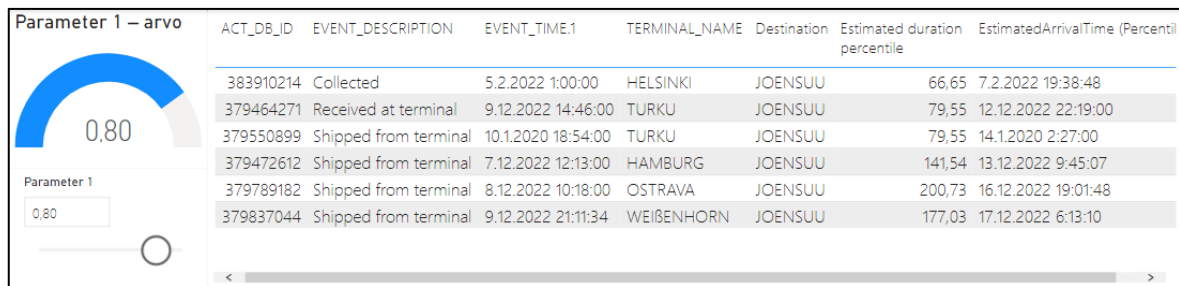 Parameter 1 – arvo
0,80
Parameter 1
0,80
ACT_DB_ID EVENT_DESCRIPTION EVENT_TIME.1 TERMINAL_NAME Destination Estimated duration percentile EstimatedArrivalTime (Percentil
383910214 Collected 5.2.2022 1:00:00 HELSINKI JOENSUU 66,65 7.2.2022 19:38:48
379464271 Received at terminal 9.12.2022 14:46:00 TURKU JOENSUU 79,55 12.12.2022 22:19:00
379550899 Shipped from terminal 10.1.2020 18:54:00 TURKU JOENSUU 79,55 14.1.2020 2:27:00
379472612 Shipped from terminal 7.12.2022 12:13:00 HAMBURG JOENSUU 141,54 13.12.2022 9:45:07
379789182 Shipped from terminal 8.12.2022 10:18:00 OSTRAVA JOENSUU 200,73 16.12.2022 19:01:48
379837044 Shipped from terminal 9.12.2022 21:11:34 WEIßENHORN JOENSUU 177,03 17.12.2022 6:13:10